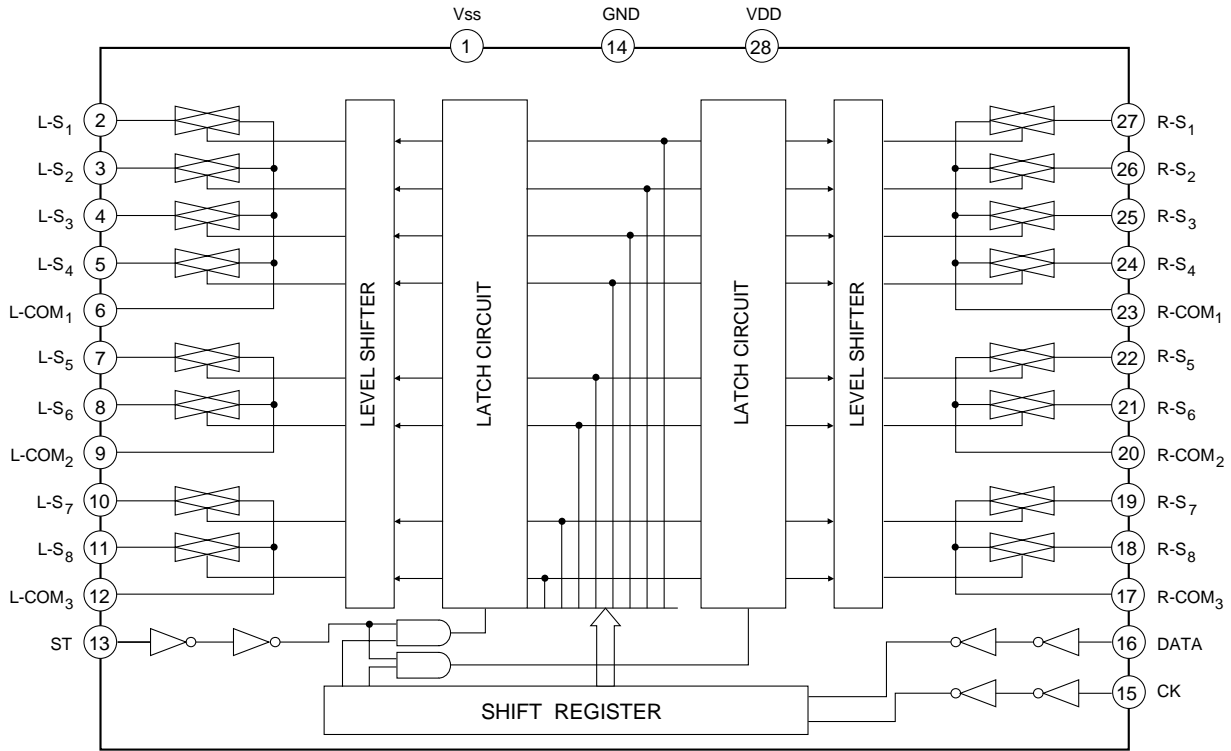 Vss GND VDD
1 14 28
L-S1 2 27 R-S1
L-S2 3 26 R-S2
L-S3 4 25 R-S3
L-S4 5 24 R-S4
L-COM1 6 23 R-COM1
L-S5 7 22 R-S5
L-S6 8 21 R-S6
L-COM2 9 20 R-COM2
L-S7 10 19 R-S7
L-S8 11 18 R-S8
L-COM3 12 17 R-COM3
ST 13 16 DATA
15 CK
LEVEL SHIFTER
LATCH CIRCUIT
LATCH CIRCUIT
LEVEL SHIFTER
SHIFT REGISTER